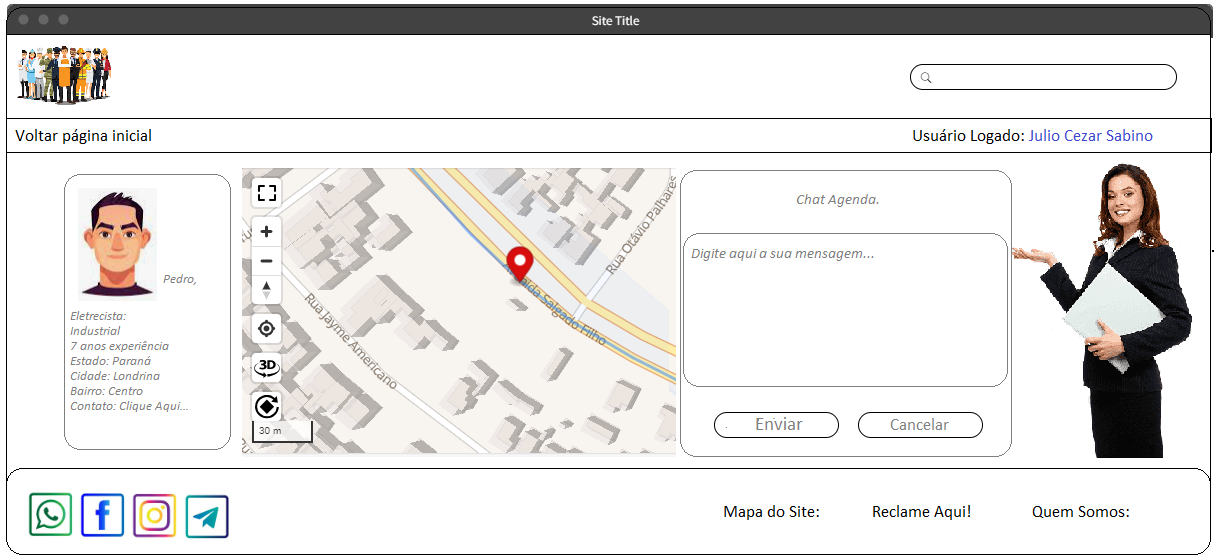 Site Title
Voltar página inicial
Usuário Logado: Julio Cezar Sabino
Pedro,
Eletrecista:
Industrial
7 anos experiência
Estado: Paraná
Cidade: Londrina
Bairro: Centro
Contato: Clique Aqui...
3D
30 m
Rua Jayme Americano
Avenida Salgado Filho
Rua Otávio Palhares
Chat Agenda.
Digite aqui a sua mensagem...
Enviar
Cancelar
Mapa do Site:
Reclame Aqui!
Quem Somos: